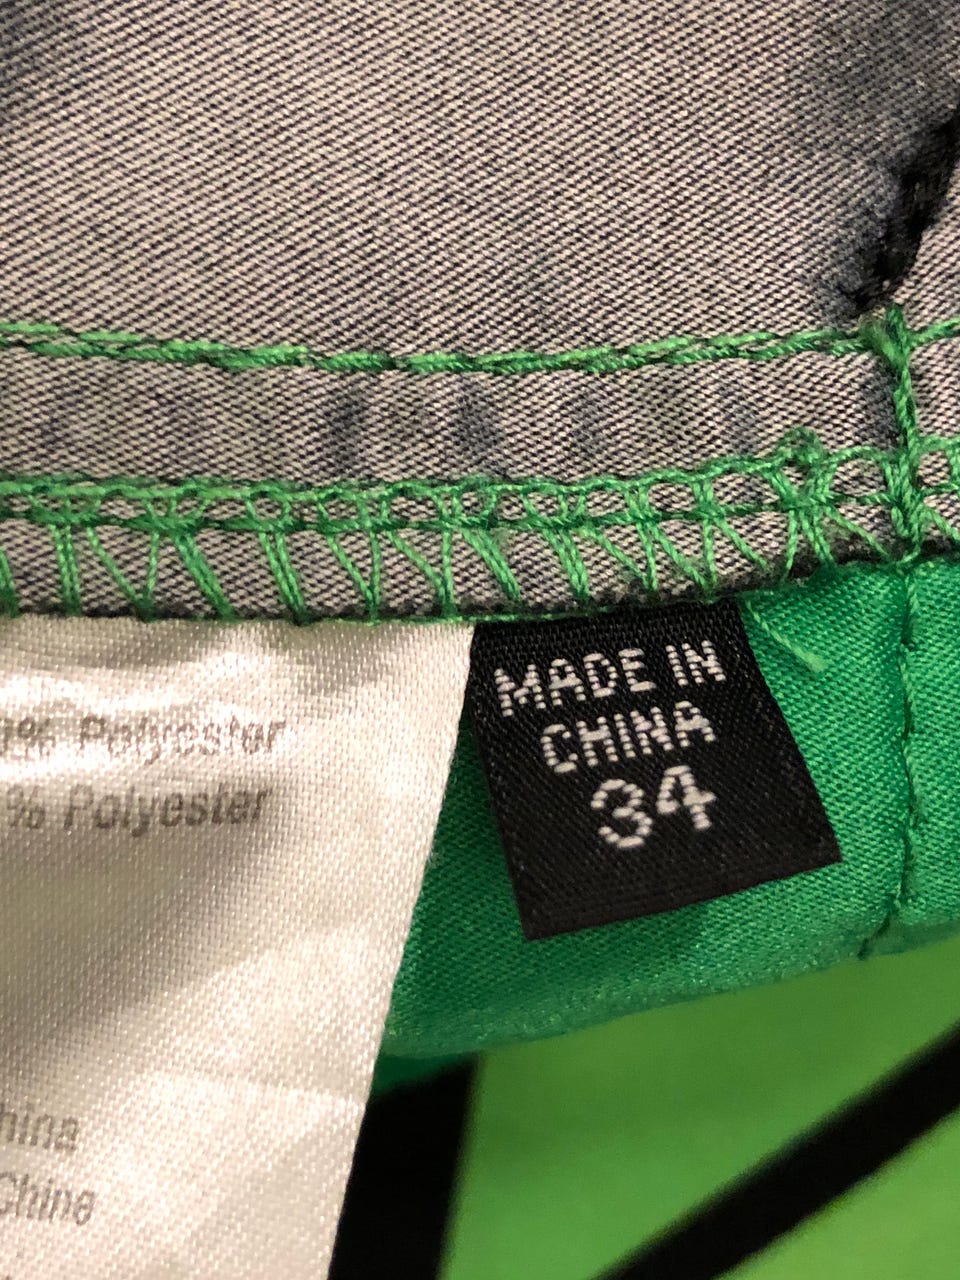 % Polyester
% Polyester
MADE IN
CHINA
34
hina
Chine